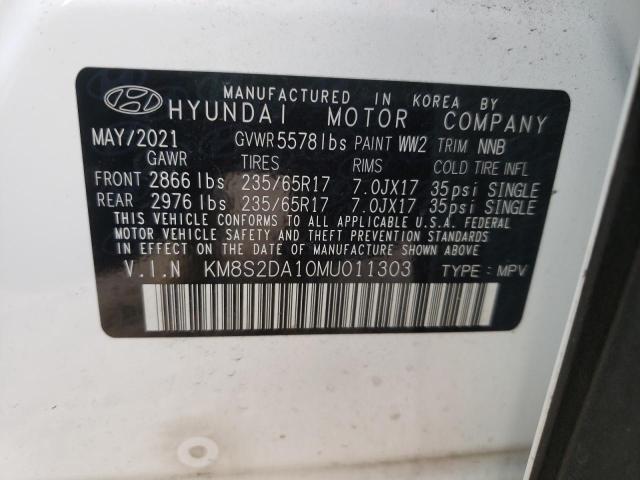 MANUFACTURED IN KOREA BY
HYUNDAI MOTOR COMPANY
MAY/2021 GVWR 5578lbs PAINT WW2 TRIM NNB
GAWR TIRES RIMS COLD TIRE INFL
FRONT 2866 lbs 235/65R17 7.0JX17 35psi SINGLE
REAR 2976 lbs 235/65R17 7.0JX17 35psi SINGLE
THIS VEHICLE CONFORMS TO ALL APPLICABLE U.S.A. FEDERAL
MOTOR VEHICLE SAFETY AND THEFT PREVENTION STANDARDS
IN EFFECT ON THE DATE OF MANUFACTURE SHOWN ABOVE.
V.I.N KM8S2DA10MU011303 TYPE: MPV